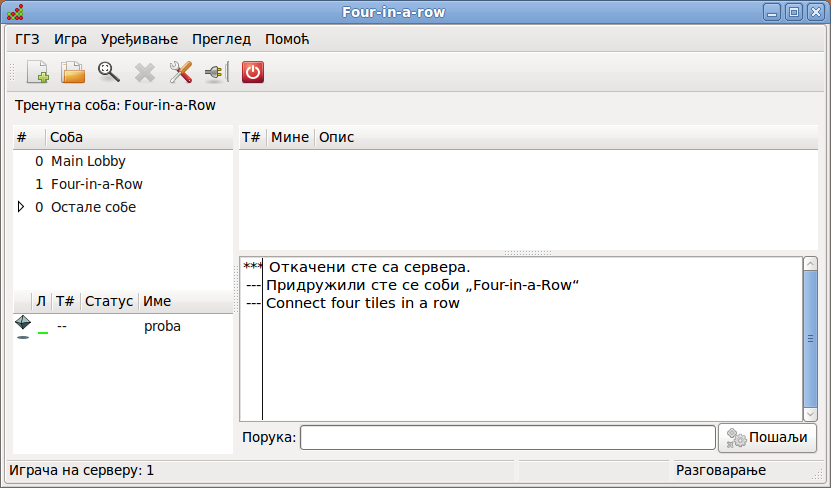 Four-in-a-row
ГГЗ Игра Уређивање Преглед Помоћ
Тренутна соба: Four-in-a-Row
# Соба
0 Main Lobby
1 Four-in-a-Row
0 Остале собе
Л Т# Статус Име
-- proba
Т# Мине Опис
*** Откачени сте са сервера.
--- Придружили сте се соби „Four-in-a-Row“
--- Connect four tiles in a row
Порука: Пошаљи
Играча на серверу: 1 Разговарање